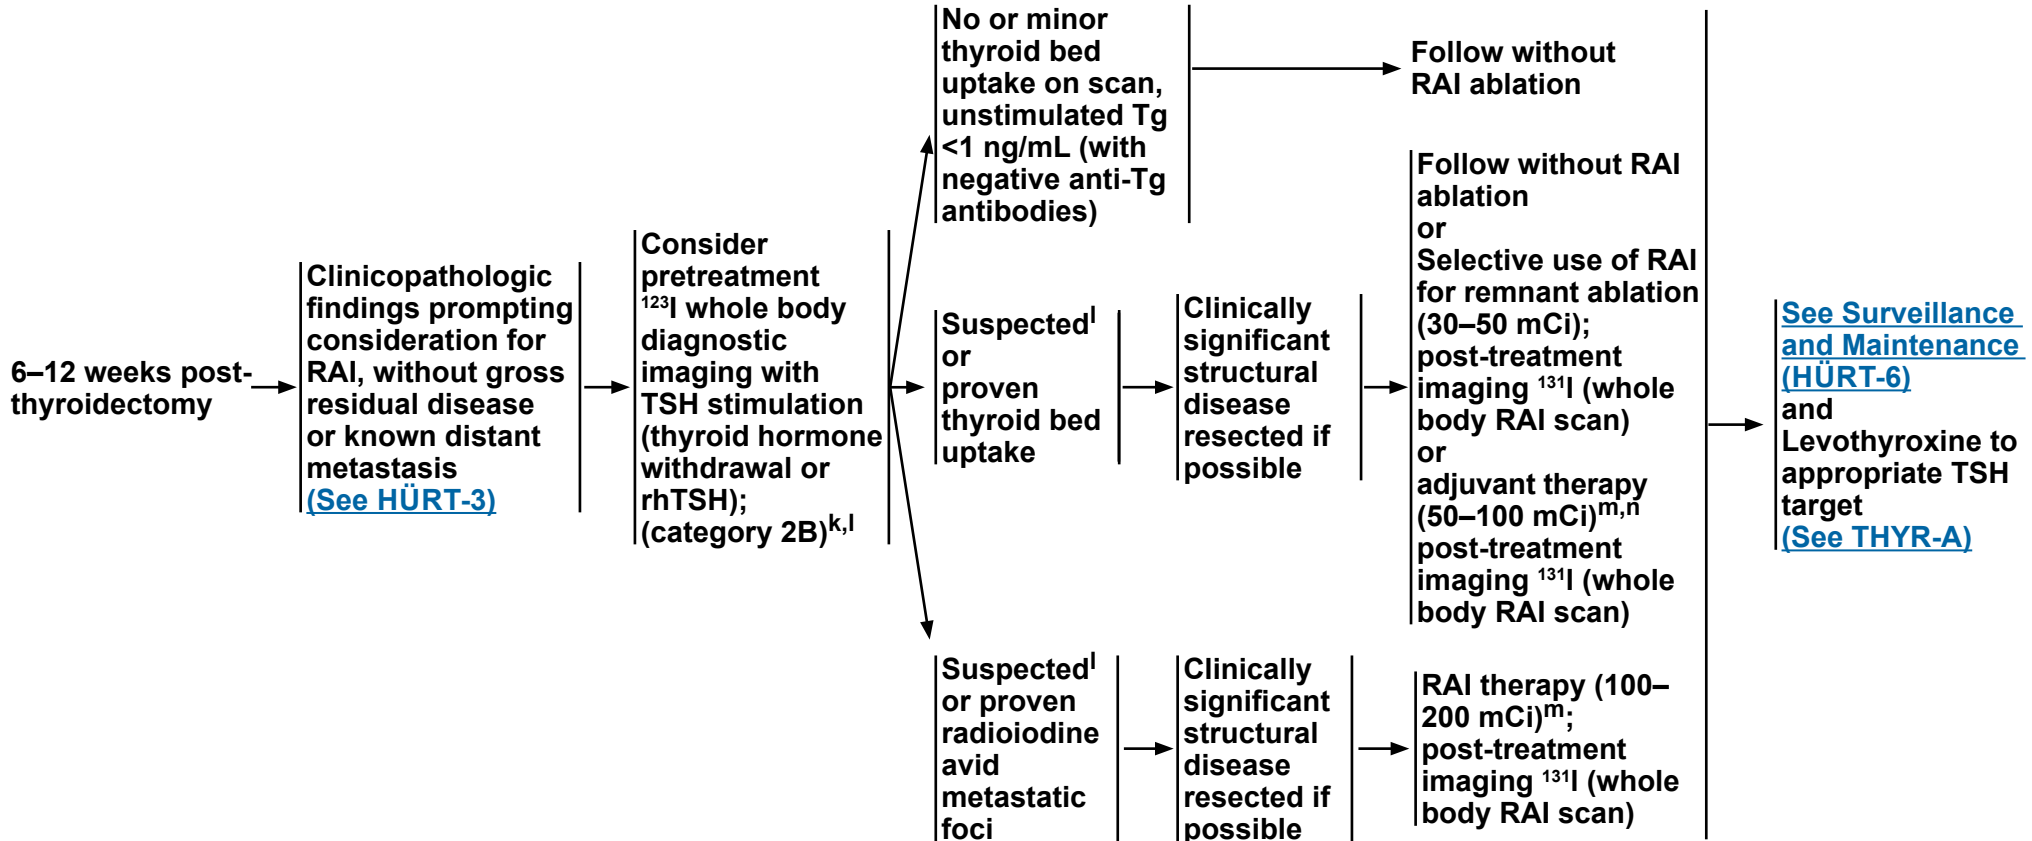 6–12 weeks post-
thyroidectomy
Clinicopathologic
findings prompting
consideration for
RAI, without gross
residual disease
or known distant
metastasis
(See HÜRT-3)
Consider
pretreatment
¹²³I whole body
diagnostic
imaging with
TSH stimulation
(thyroid hormone
withdrawal or
rhTSH);
(category 2B)k,l
No or minor
thyroid bed
uptake on scan,
unstimulated Tg
<1 ng/mL (with
negative anti-Tg
antibodies)
Follow without
RAI ablation
Suspectedl
or
proven
thyroid bed
uptake
Clinically
significant
structural
disease
resected if
possible
Follow without RAI
ablation
or
Selective use of RAI
for remnant ablation
(30–50 mCi);
post-treatment
imaging ¹³¹I (whole
body RAI scan)
or
adjuvant therapy
(50–100 mCi)m,n
post-treatment
imaging ¹³¹I (whole
body RAI scan)
Suspectedl
or proven
radioiodine
avid
metastatic
foci
Clinically
significant
structural
disease
resected if
possible
RAI therapy (100–
200 mCi)m;
post-treatment
imaging ¹³¹I (whole
body RAI scan)
See Surveillance
and Maintenance
(HÜRT-6)
and
Levothyroxine to
appropriate TSH
target
(See THYR-A)